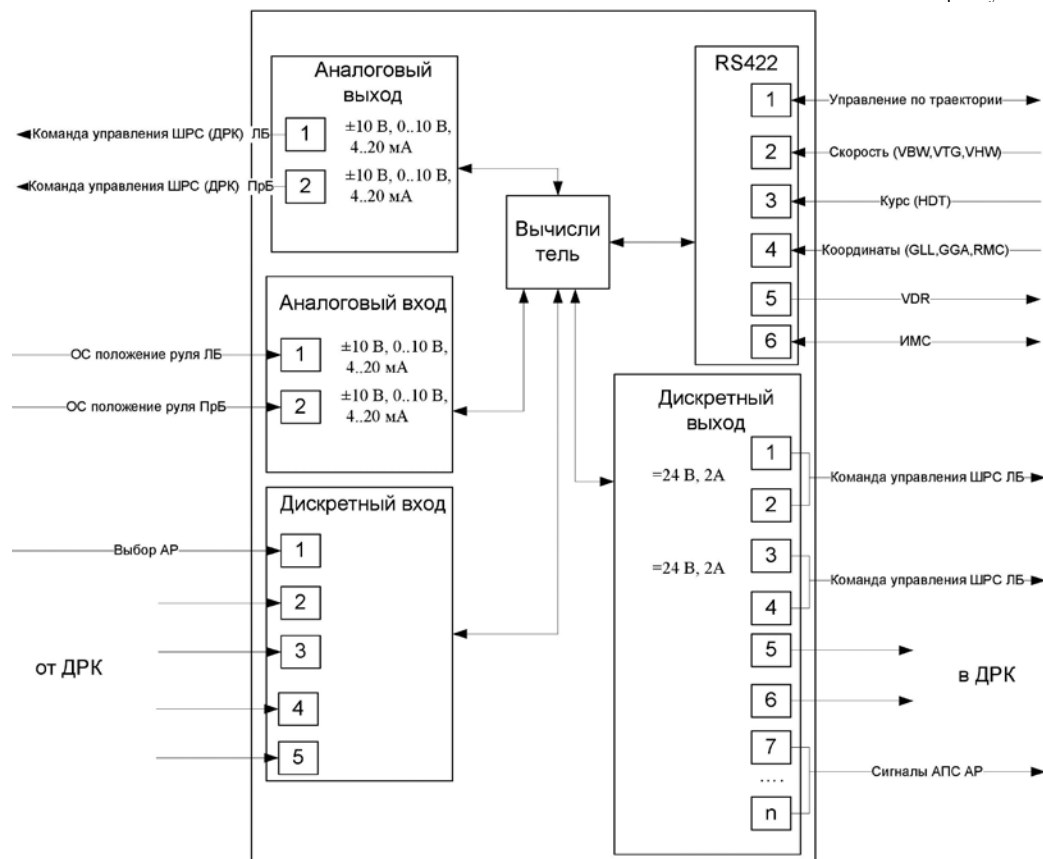 Аналоговый
выход
1
±10 В, 0..10 В,
4..20 мА
2
±10 В, 0..10 В,
4..20 мА
Команда управления ШРС (ДРК) ЛБ
Команда управления ШРС (ДРК) ПрБ
Аналоговый вход
1
±10 В, 0..10 В,
4..20 мА
2
±10 В, 0..10 В,
4..20 мА
ОС положение руля ЛБ
ОС положение руля ПрБ
Дискретный вход
1
2
3
4
5
Выбор АР
от ДРК
Вычисли
тель
RS422
1
Управление по траектории
2
Скорость (VBW,VTG,VHW)
3
Курс (HDT)
4
Координаты (GLL,GGA,RMC)
5
VDR
6
ИМС
Дискретный
выход
1
=24 В, 2А
2
Команда управления ШРС ЛБ
3
=24 В, 2А
4
Команда управления ШРС ЛБ
5
6
в ДРК
7
....
n
Сигналы АПС АР